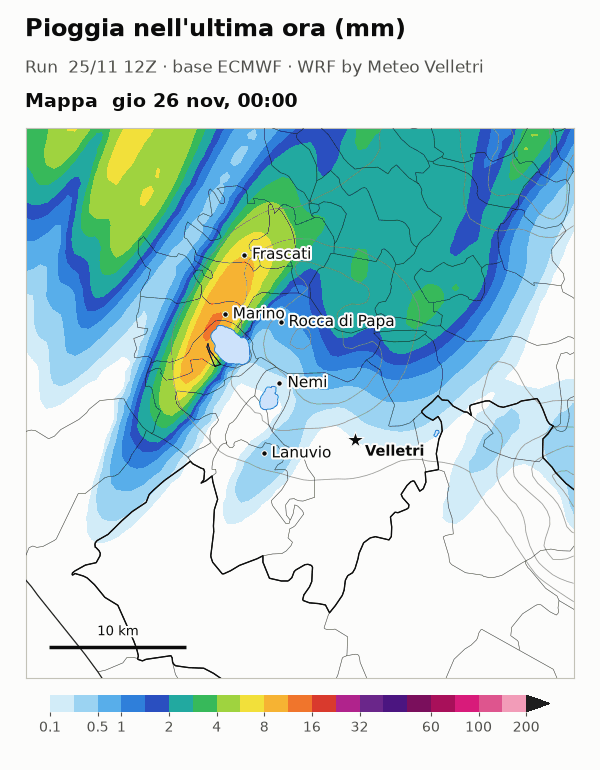 Pioggia nell'ultima ora (mm)
Run  25/11 12Z · base ECMWF · WRF by Meteo Velletri
Mappa  gio 26 nov, 00:00
Frascati
Marino
Rocca di Papa
Nemi
Velletri
Lanuvio
10 km
0.1 0.5 1 2 4 8 16 32 60 100 200